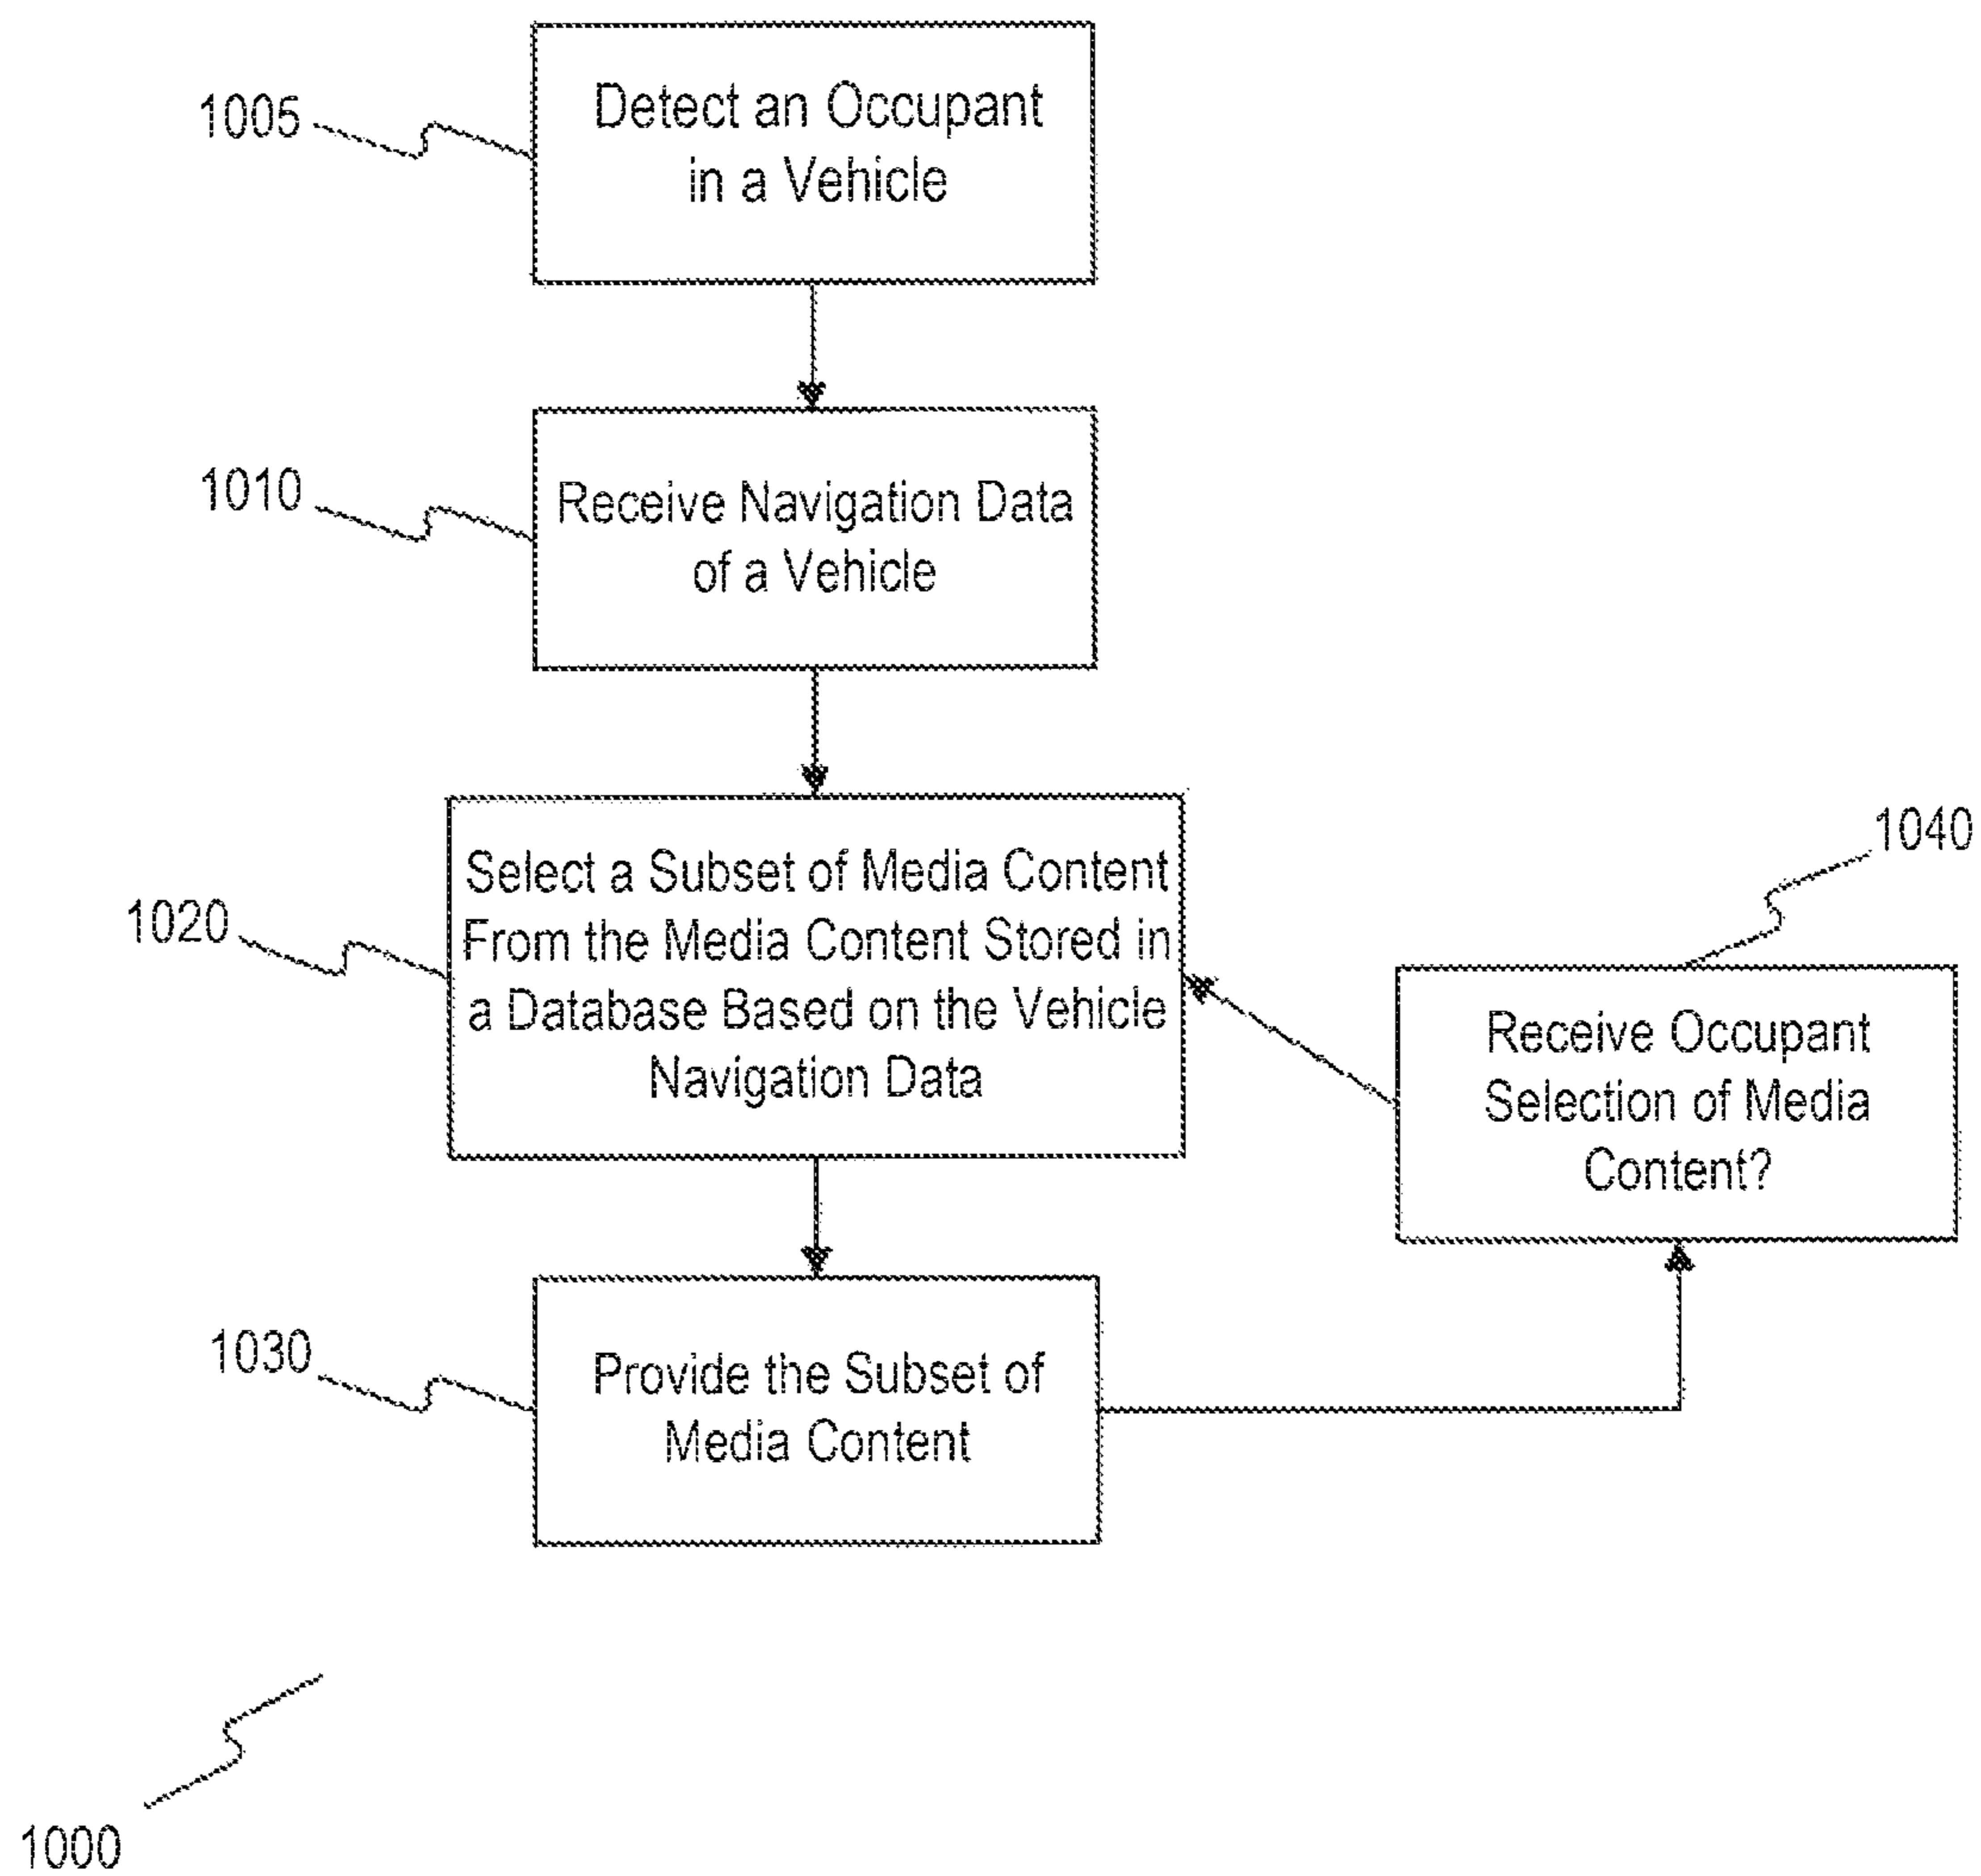 1005
Detect an Occupant
in a Vehicle
1010
Receive Navigation Data
of a Vehicle
1020
Select a Subset of Media Content
From the Media Content Stored in
a Database Based on the Vehicle
Navigation Data
1040
Receive Occupant
Selection of Media
Content?
1030
Provide the Subset of
Media Content
1000